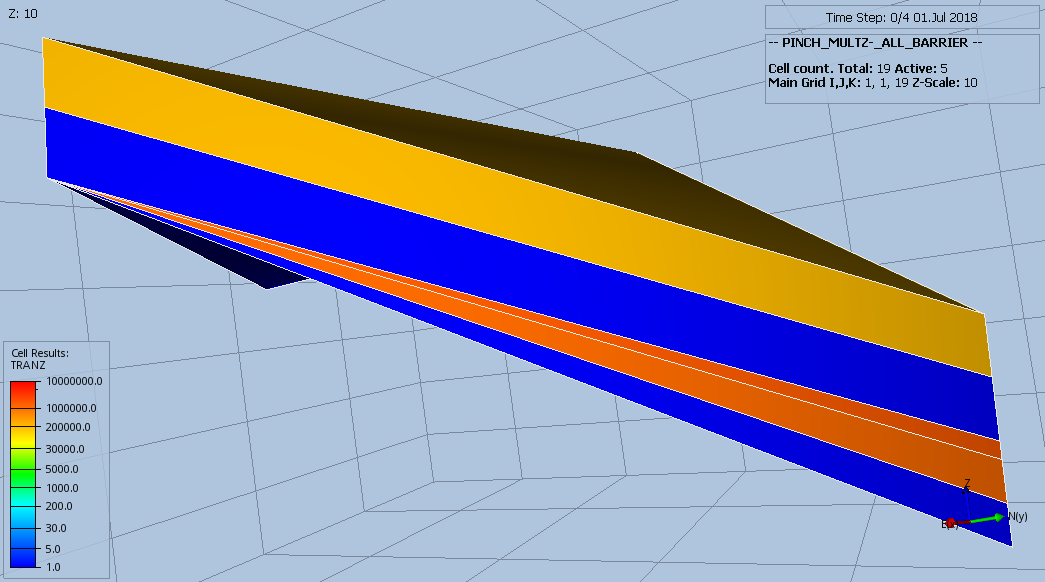 Z: 10
Time Step: 0/4 01.Jul 2018
-- PINCH_MULTZ-_ALL_BARRIER --
Cell count. Total: 19 Active: 5
Main Grid I,J,K: 1, 1, 19 Z-Scale: 10
Cell Results:
TRANZ
10000000.0
1000000.0
200000.0
30000.0
5000.0
1000.0
200.0
30.0
5.0
1.0
Z
N(y)